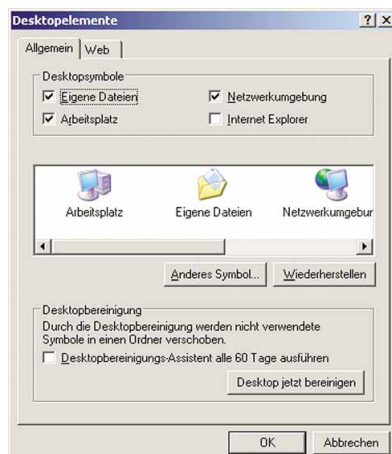 Desktopelemente
Allgemein Web
Desktopsymbole
Eigene Dateien Netzwerkumgebung
Arbeitsplatz Internet Explorer
Arbeitsplatz Eigene Dateien Netzwerkumgebur
Anderes Symbol... Wiederherstellen
Desktopbereinigung
Durch die Desktopbereinigung werden nicht verwendete
Symbole in einen Ordner verschoben.
Desktopbereinigungs-Assistent alle 60 Tage ausführen
Desktop jetzt bereinigen
OK Abbrechen